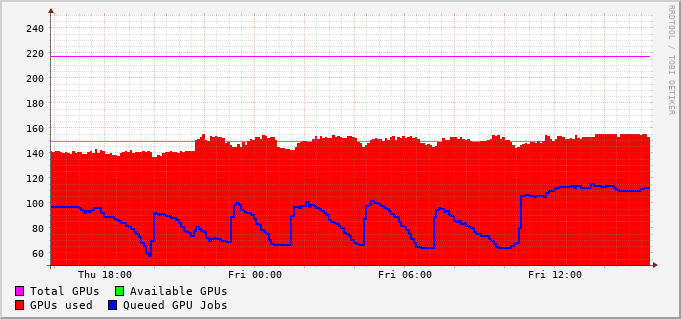 RRDTOOL / TOBI OETIKER
240
220
200
180
160
140
120
100
80
60
Thu 18:00 Fri 00:00 Fri 06:00 Fri 12:00
Total GPUs Available GPUs
GPUs used Queued GPU Jobs